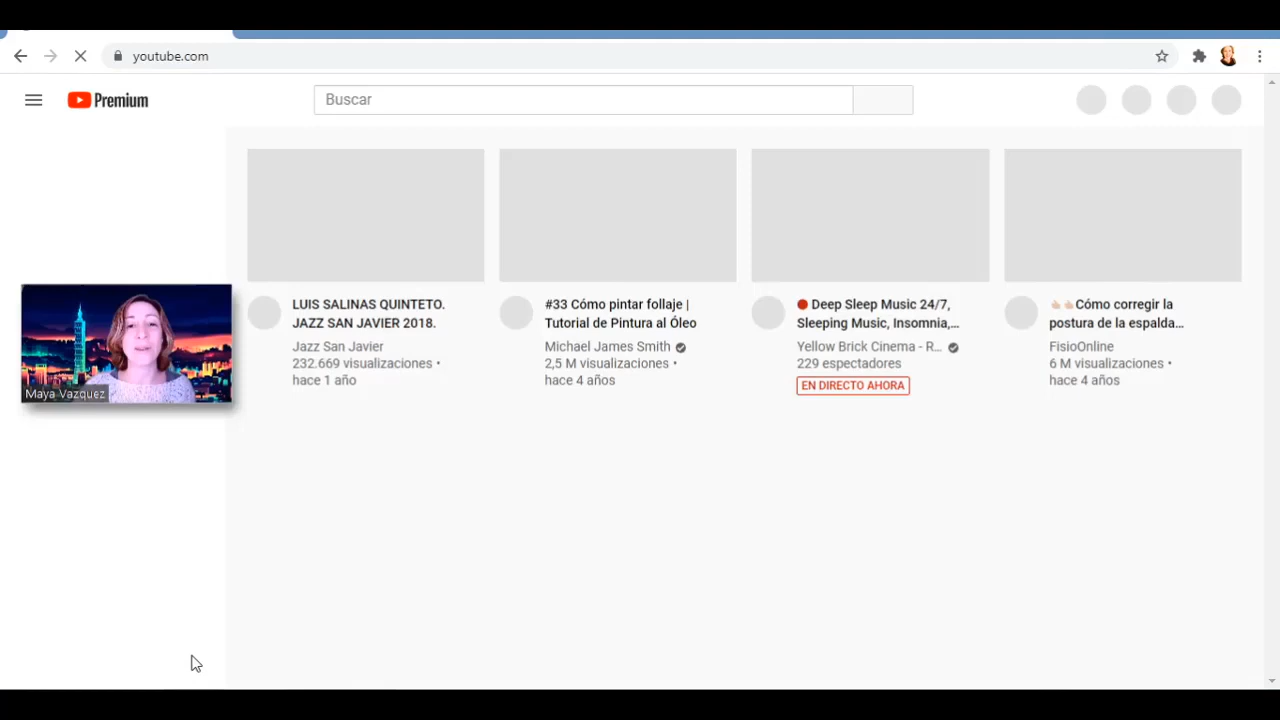 youtube.com
Premium
Buscar
LUIS SALINAS QUINTETO.
JAZZ SAN JAVIER 2018.
Jazz San Javier
232.669 visualizaciones •
hace 1 año
#33 Cómo pintar follaje |
Tutorial de Pintura al Óleo
Michael James Smith
2,5 M visualizaciones •
hace 4 años
Deep Sleep Music 24/7,
Sleeping Music, Insomnia,...
Yellow Brick Cinema - R...
229 espectadores
EN DIRECTO AHORA
Cómo corregir la
postura de la espalda...
FisioOnline
6 M visualizaciones •
hace 4 años
Maya Vazquez